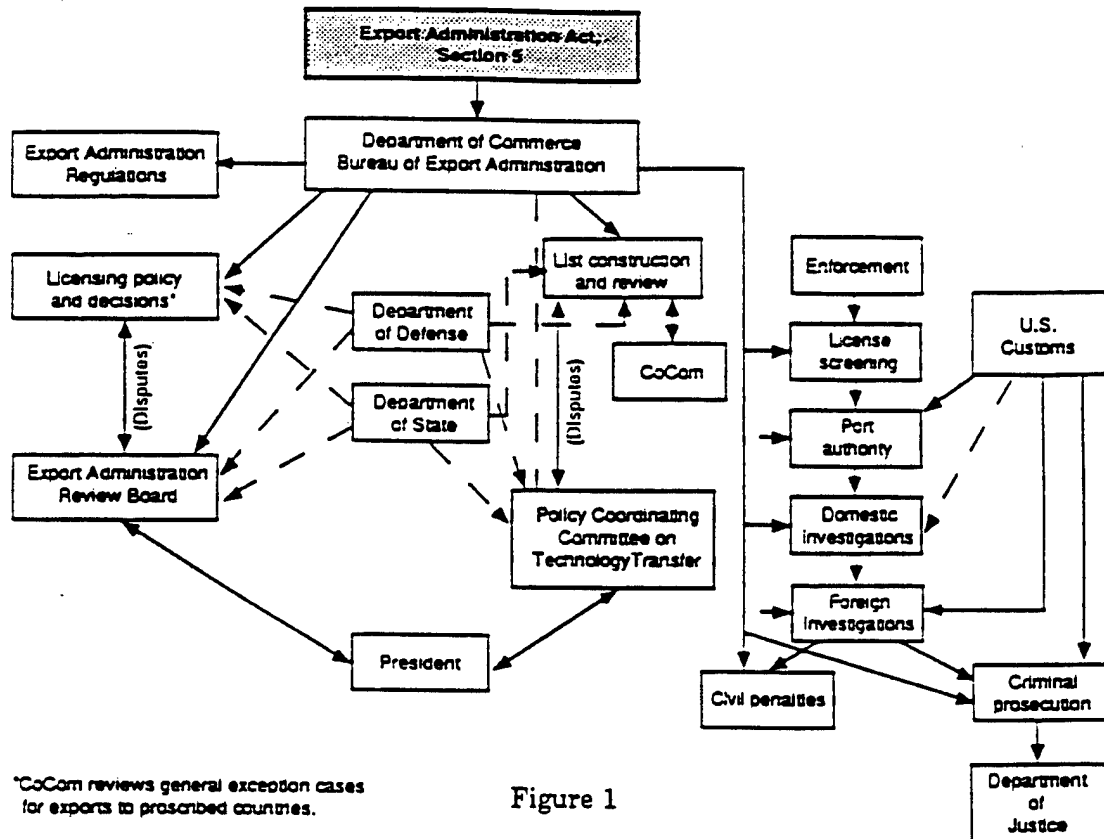 Export Administration Act,
Section 5
Department of Commerce
Bureau of Export Administration
Export Administration
Regulations
Licensing policy
and decisions*
Department
of Defense
List construction
and review
Enforcement
U.S.
Customs
License
screening
CoCom
(Disputes)
Department
of State
(Disputes)
Port
authority
Export Administration
Review Board
Policy Coordinating
Committee on
Technology Transfer
Domestic
investigations
Foreign
investigations
President
Civil penalties
Criminal
prosecution
*CoCom reviews general exception cases
for exports to proscribed countries.
Figure 1
Department
of
Justice